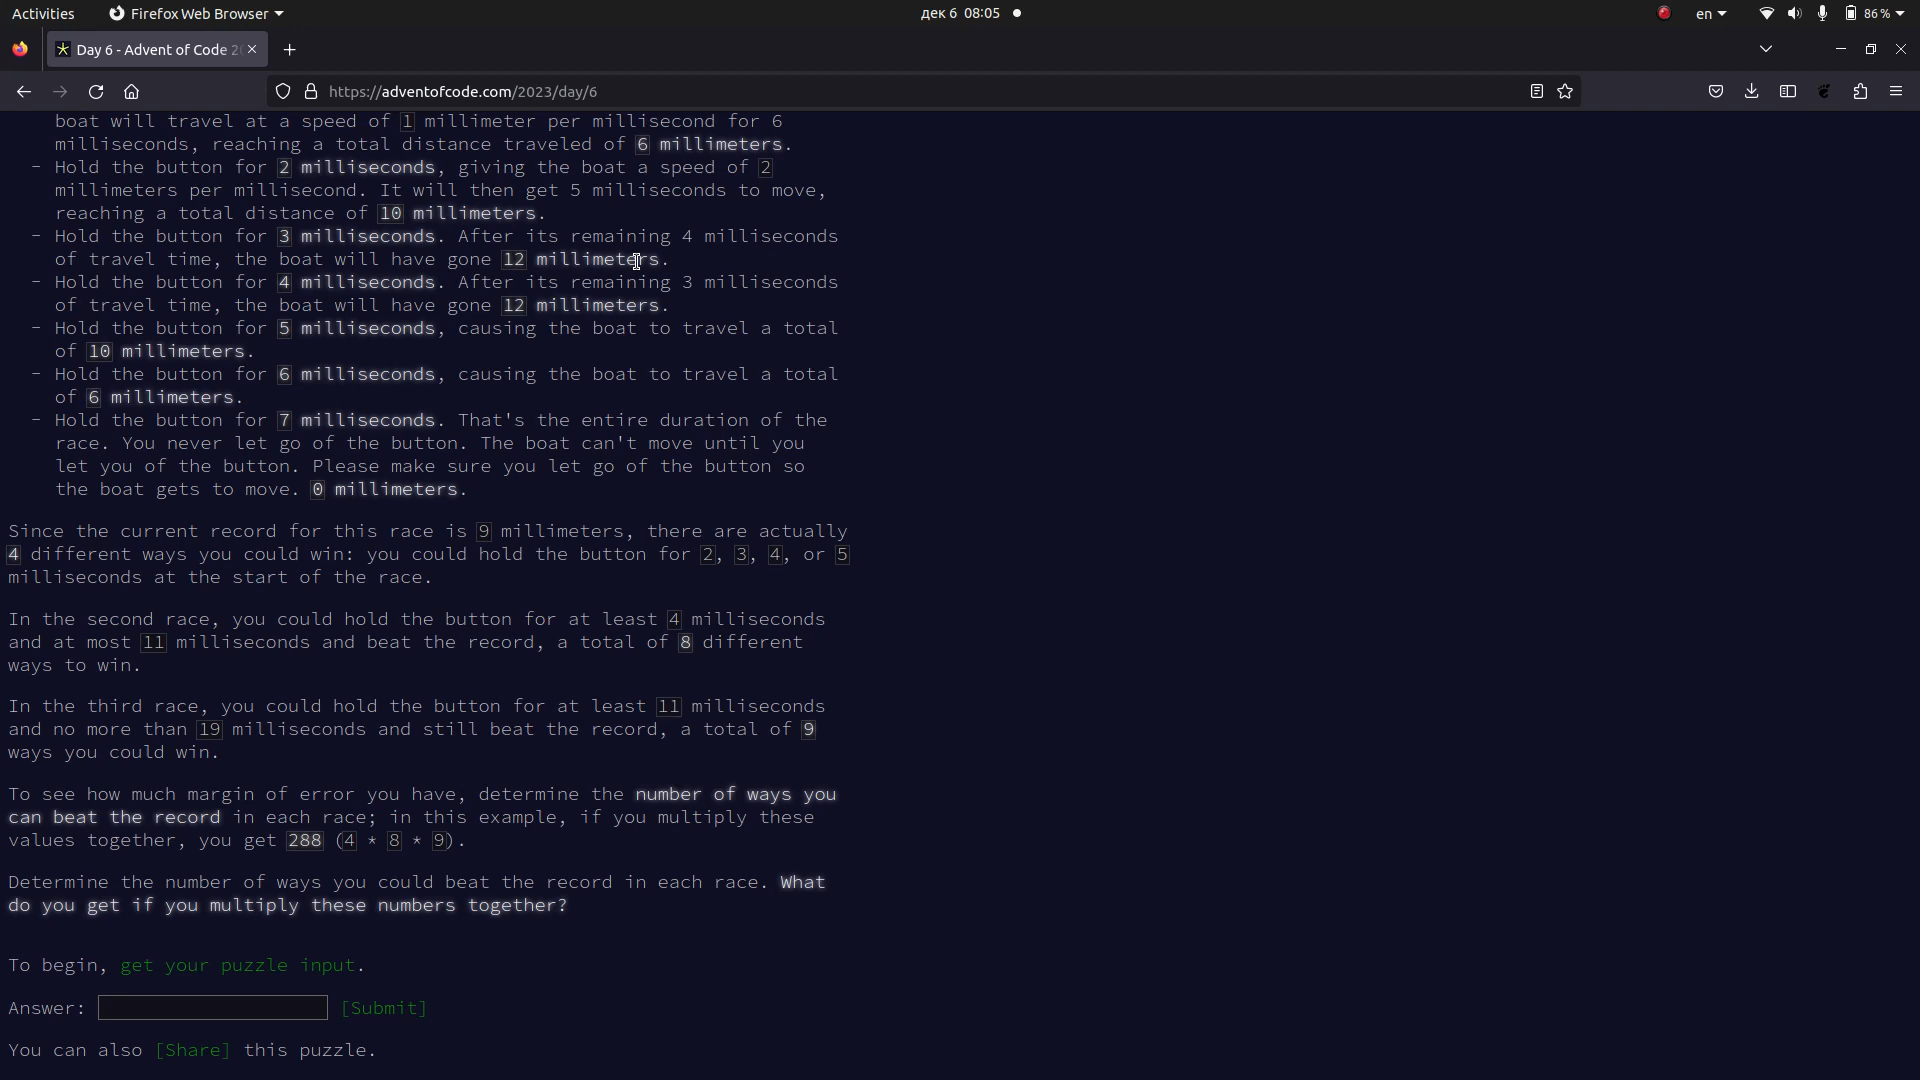 Activities Firefox Web Browser дек 6 08:05 en 86 %
Day 6 - Advent of Code 20
https://adventofcode.com/2023/day/6
boat will travel at a speed of 1 millimeter per millisecond for 6
milliseconds, reaching a total distance traveled of 6 millimeters.
- Hold the button for 2 milliseconds, giving the boat a speed of 2
millimeters per millisecond. It will then get 5 milliseconds to move,
reaching a total distance of 10 millimeters.
- Hold the button for 3 milliseconds. After its remaining 4 milliseconds
of travel time, the boat will have gone 12 millimeters.
- Hold the button for 4 milliseconds. After its remaining 3 milliseconds
of travel time, the boat will have gone 12 millimeters.
- Hold the button for 5 milliseconds, causing the boat to travel a total
of 10 millimeters.
- Hold the button for 6 milliseconds, causing the boat to travel a total
of 6 millimeters.
- Hold the button for 7 milliseconds. That's the entire duration of the
race. You never let go of the button. The boat can't move until you
let you of the button. Please make sure you let go of the button so
the boat gets to move. 0 millimeters.
Since the current record for this race is 9 millimeters, there are actually
4 different ways you could win: you could hold the button for 2, 3, 4, or 5
milliseconds at the start of the race.
In the second race, you could hold the button for at least 4 milliseconds
and at most 11 milliseconds and beat the record, a total of 8 different
ways to win.
In the third race, you could hold the button for at least 11 milliseconds
and no more than 19 milliseconds and still beat the record, a total of 9
ways you could win.
To see how much margin of error you have, determine the number of ways you
can beat the record in each race; in this example, if you multiply these
values together, you get 288 (4 * 8 * 9).
Determine the number of ways you could beat the record in each race. What
do you get if you multiply these numbers together?
To begin, get your puzzle input.
Answer: [Submit]
You can also [Share] this puzzle.